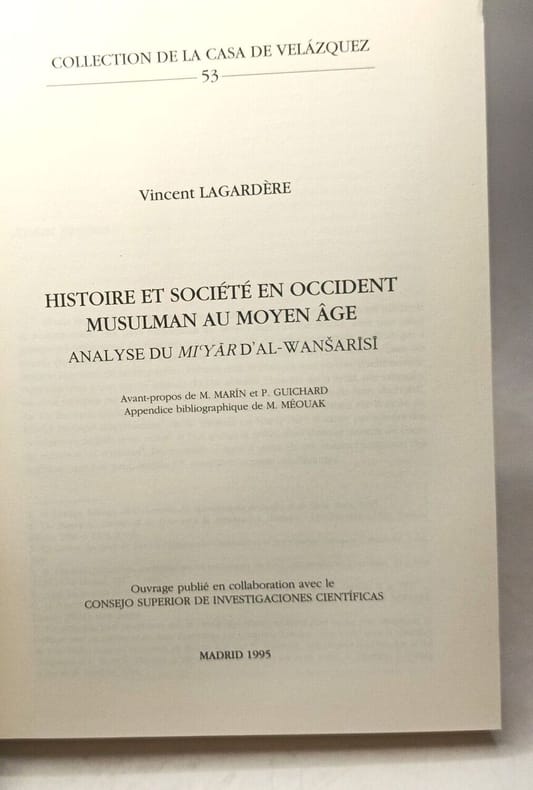 COLLECTION DE LA CASA DE VELÁZQUEZ
53
Vincent LAGARDÈRE
HISTOIRE ET SOCIÉTÉ EN OCCIDENT
MUSULMAN AU MOYEN ÂGE
ANALYSE DU MIʿYĀR D'AL-WANŠARĪSĪ
Avant-propos de M. MARÍN et P. GUICHARD
Appendice bibliographique de M. MÉOUAK
Ouvrage publié en collaboration avec le
CONSEJO SUPERIOR DE INVESTIGACIONES CIENTÍFICAS
MADRID 1995